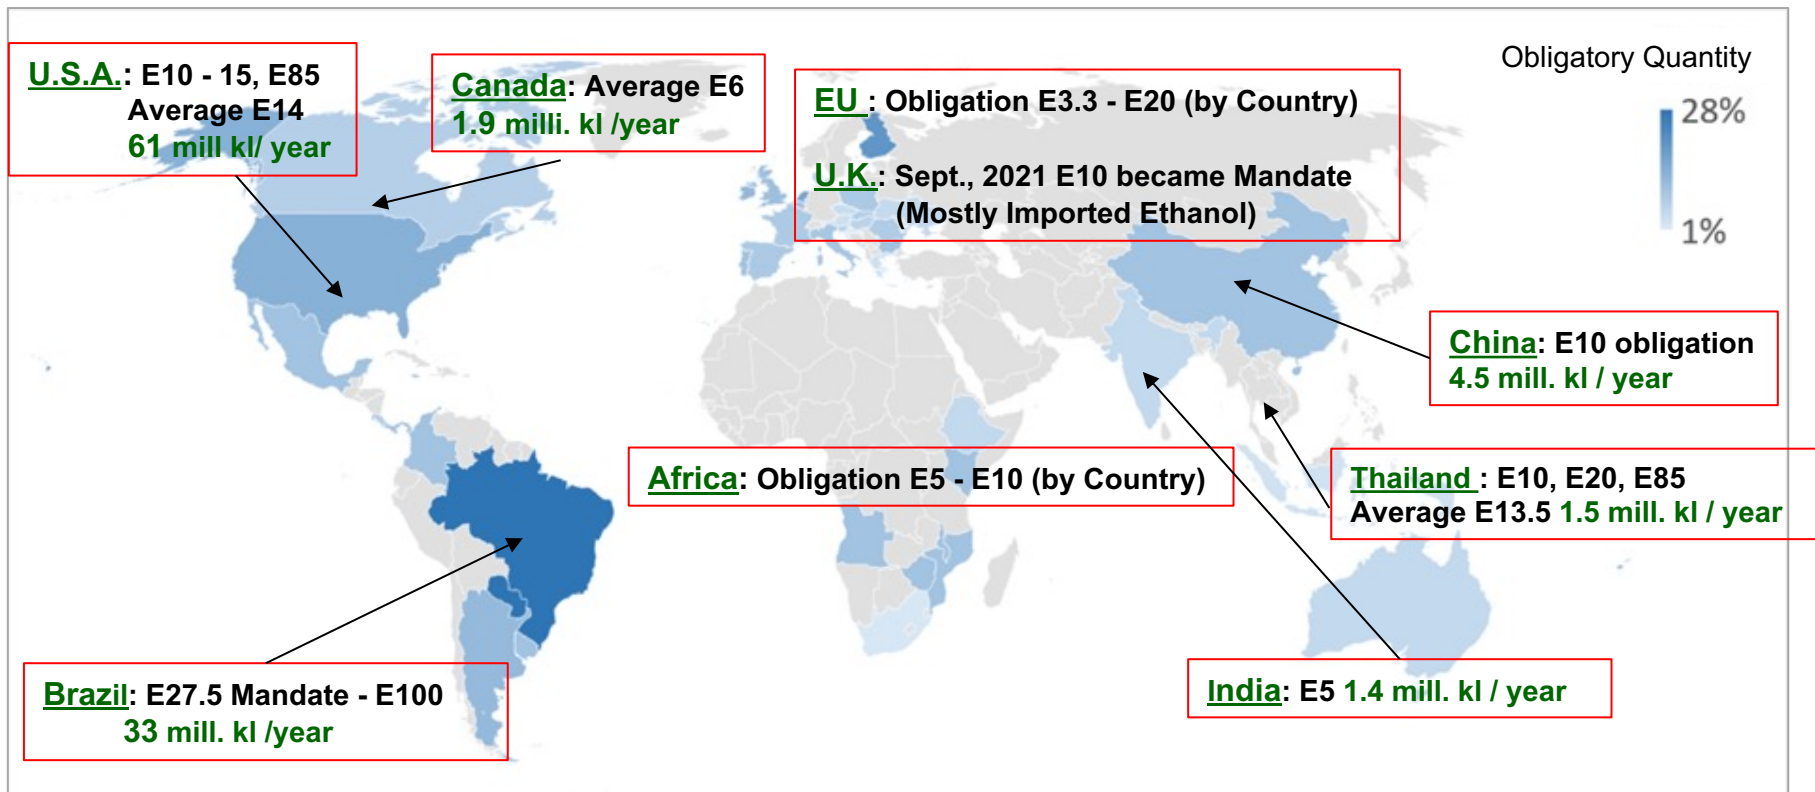 U.S.A.: E10 - 15, E85
Average E14
61 mill kl/ year
Canada: Average E6
1.9 milli. kl /year
EU : Obligation E3.3 - E20 (by Country)
U.K.: Sept., 2021 E10 became Mandate
(Mostly Imported Ethanol)
Obligatory Quantity
28%
1%
China: E10 obligation
4.5 mill. kl / year
Africa: Obligation E5 - E10 (by Country)
Thailand : E10, E20, E85
Average E13.5 1.5 mill. kl / year
Brazil: E27.5 Mandate - E100
33 mill. kl /year
India: E5 1.4 mill. kl / year